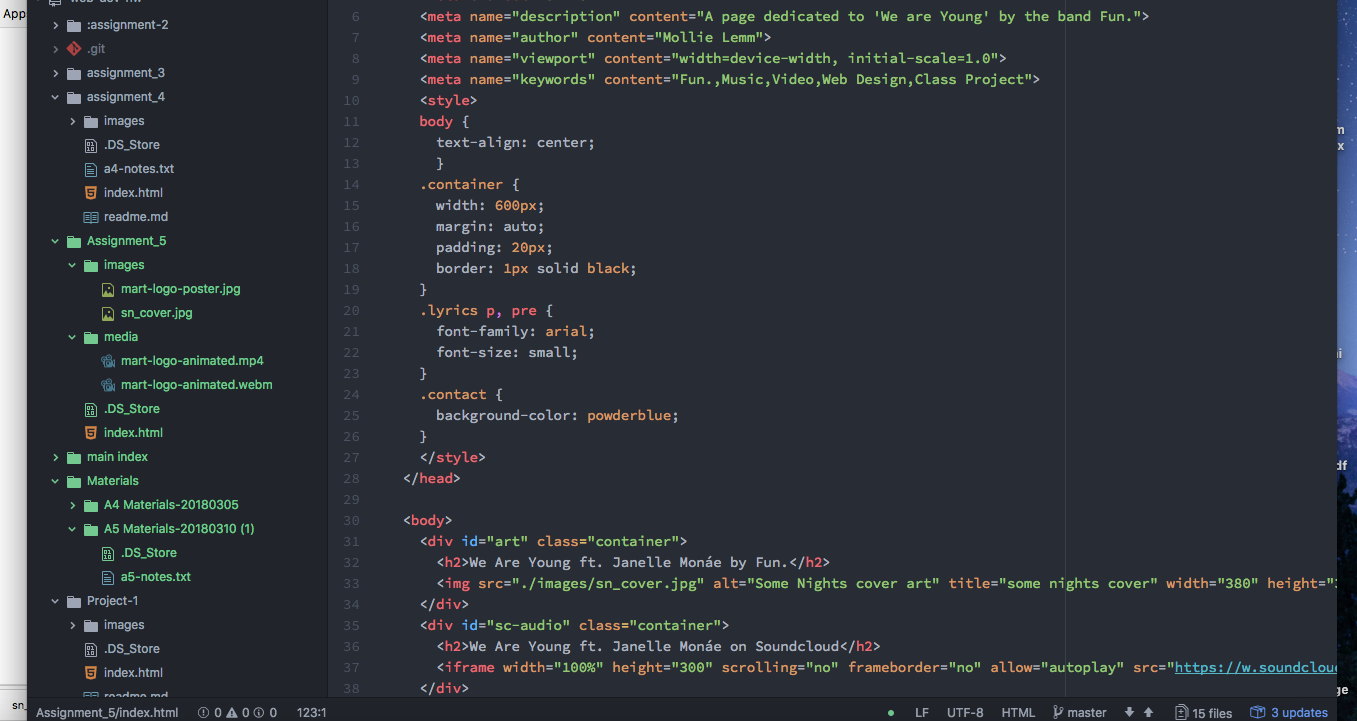 App
:assignment-2
.git
assignment_3
assignment_4
images
.DS_Store
a4-notes.txt
index.html
readme.md
Assignment_5
images
mart-logo-poster.jpg
sn_cover.jpg
media
mart-logo-animated.mp4
mart-logo-animated.webm
.DS_Store
index.html
main index
Materials
A4 Materials-20180305
A5 Materials-20180310 (1)
.DS_Store
a5-notes.txt
Project-1
images
.DS_Store
index.html
readme.md
6 <meta name="description" content="A page dedicated to 'We are Young' by the band Fun.">
7 <meta name="author" content="Mollie Lemm">
8 <meta name="viewport" content="width=device-width, initial-scale=1.0">
9 <meta name="keywords" content="Fun.,Music,Video,Web Design,Class Project">
10 <style>
11 body {
12 text-align: center;
13 }
14 .container {
15 width: 600px;
16 margin: auto;
17 padding: 20px;
18 border: 1px solid black;
19 }
20 .lyrics p, pre {
21 font-family: arial;
22 font-size: small;
23 }
24 .contact {
25 background-color: powderblue;
26 }
27 </style>
28 </head>
29
30 <body>
31 <div id="art" class="container">
32 <h2>We Are Young ft. Janelle Monáe by Fun.</h2>
33 <img src="./images/sn_cover.jpg" alt="Some Nights cover art" title="some nights cover" width="380" height="
34 </div>
35 <div id="sc-audio" class="container">
36 <h2>We Are Young ft. Janelle Monáe on Soundcloud</h2>
37 <iframe width="100%" height="300" scrolling="no" frameborder="no" allow="autoplay" src="https://w.soundcloud
38 </div>
sn_
Assignment_5/index.html 0 0 0 123:1 LF UTF-8 HTML master 15 files 3 updates